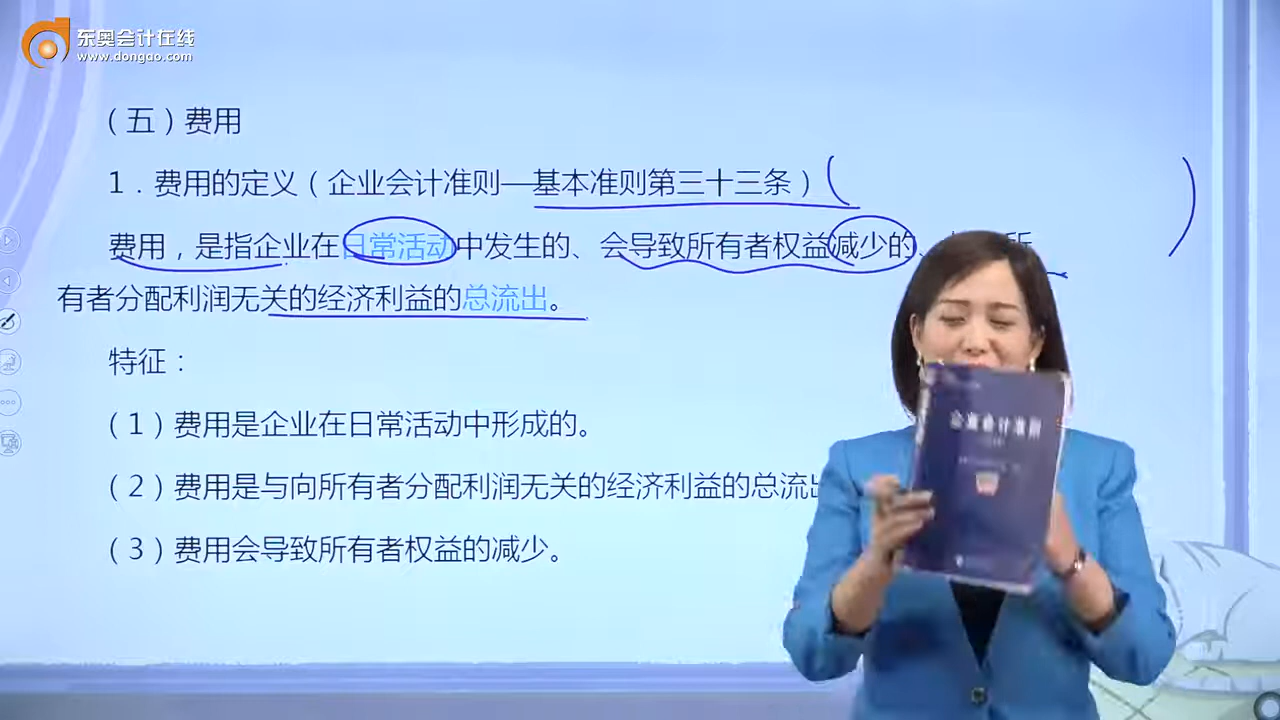 东奥会计在线
www.dongao.com
（五）费用
1．费用的定义（企业会计准则—基本准则第三十三条）
费用，是指企业在日常活动中发生的、会导致所有者权益减少的、
有者分配利润无关的经济利益的总流出。
特征：
（1）费用是企业在日常活动中形成的。
（2）费用是与向所有者分配利润无关的经济利益的总流出
（3）费用会导致所有者权益的减少。
企业会计准则